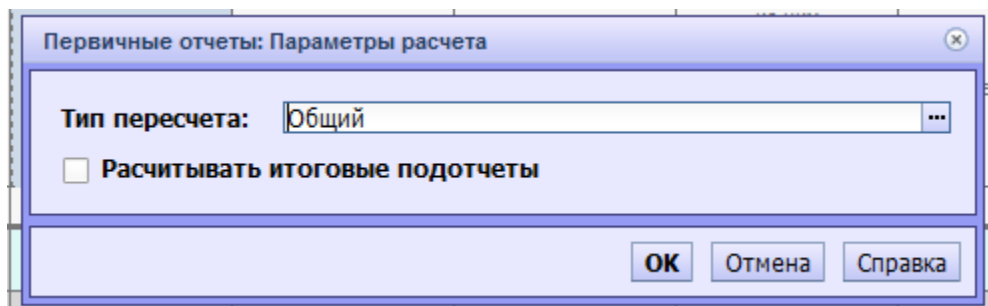 Первичные отчеты: Параметры расчета
Тип пересчета: Общий ...
Расчитывать итоговые подотчеты
OK Отмена Справка